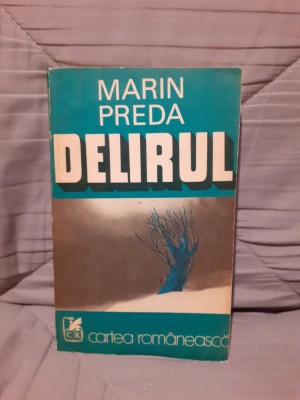 MARIN
PREDA
DELIRUL
CR
cartea românească